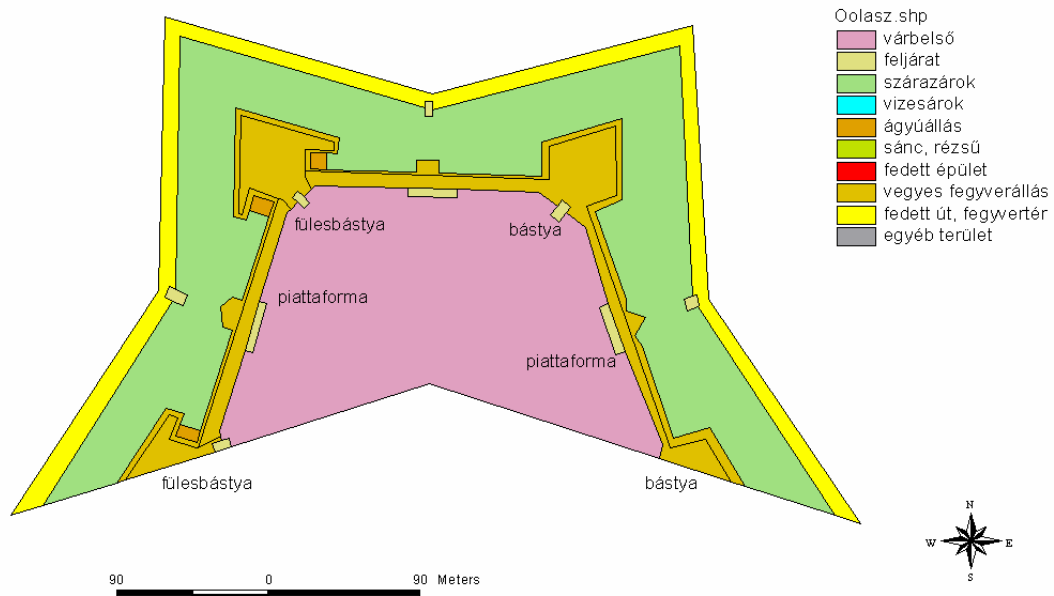 Oolasz.shp
várbelső
feljárat
szárazárok
vizesárok
ágyúállás
sánc, rézsű
fedett épület
vegyes fegyverállás
fedett út, fegyvertér
egyéb terület
fülesbástya
bástya
piattaforma
piattaforma
fülesbástya
bástya
N
W E
S
90 0 90 Meters